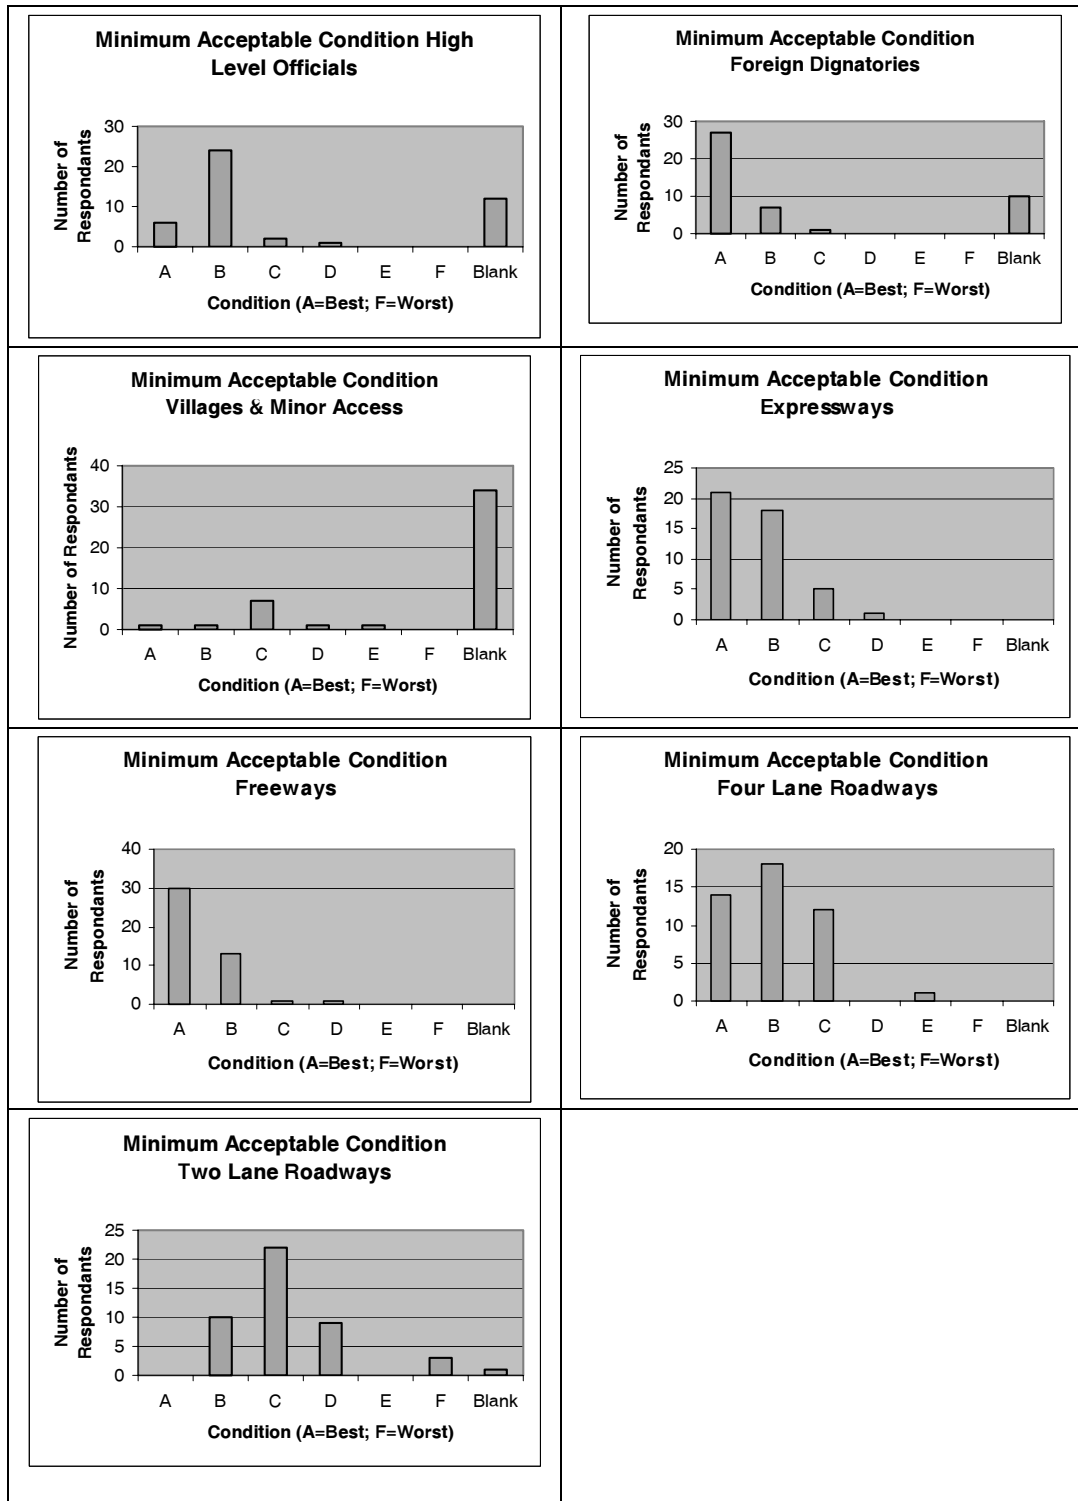 Minimum Acceptable Condition High
Level Officials
Number of
Respondants
30
20
10
0
A B C D E F Blank
Condition (A=Best; F=Worst)
Minimum Acceptable Condition
Foreign Dignatories
Number of
Respondants
30
20
10
0
A B C D E F Blank
Condition (A=Best; F=Worst)
Minimum Acceptable Condition
Villages & Minor Access
Number of Respondants
40
30
20
10
0
A B C D E F Blank
Condition (A=Best; F=Worst)
Minimum Acceptable Condition
Expressways
Number of
Respondants
25
20
15
10
5
0
A B C D E F Blank
Condition (A=Best; F=Worst)
Minimum Acceptable Condition
Freeways
Number of
Respondants
40
30
20
10
0
A B C D E F Blank
Condition (A=Best; F=Worst)
Minimum Acceptable Condition
Four Lane Roadways
Number of
Respondants
20
15
10
5
0
A B C D E F Blank
Condition (A=Best; F=Worst)
Minimum Acceptable Condition
Two Lane Roadways
Number of
Respondants
25
20
15
10
5
0
A B C D E F Blank
Condition (A=Best; F=Worst)